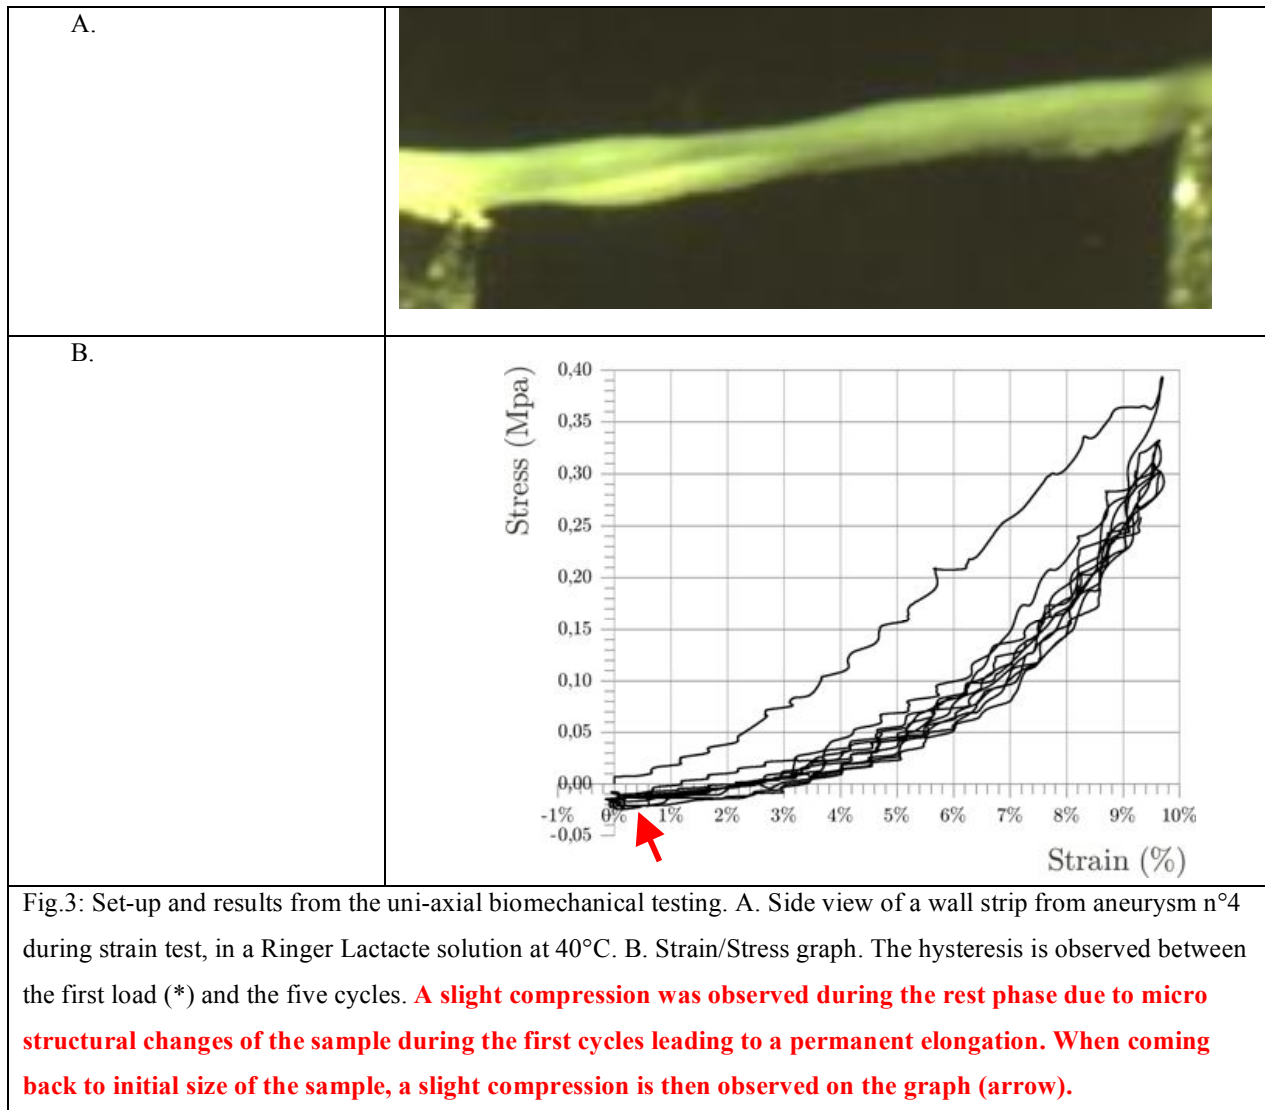 A.
B.
Stress (Mpa)
0,40
0,35
0,30
0,25
0,20
0,15
0,10
0,05
0,00
-0,05
-1% 0% 1% 2% 3% 4% 5% 6% 7% 8% 9% 10%
Strain (%)
Fig.3: Set-up and results from the uni-axial biomechanical testing. A. Side view of a wall strip from aneurysm n°4
during strain test, in a Ringer Lactacte solution at 40°C. B. Strain/Stress graph. The hysteresis is observed between
the first load (*) and the five cycles. A slight compression was observed during the rest phase due to micro
structural changes of the sample during the first cycles leading to a permanent elongation. When coming
back to initial size of the sample, a slight compression is then observed on the graph (arrow).